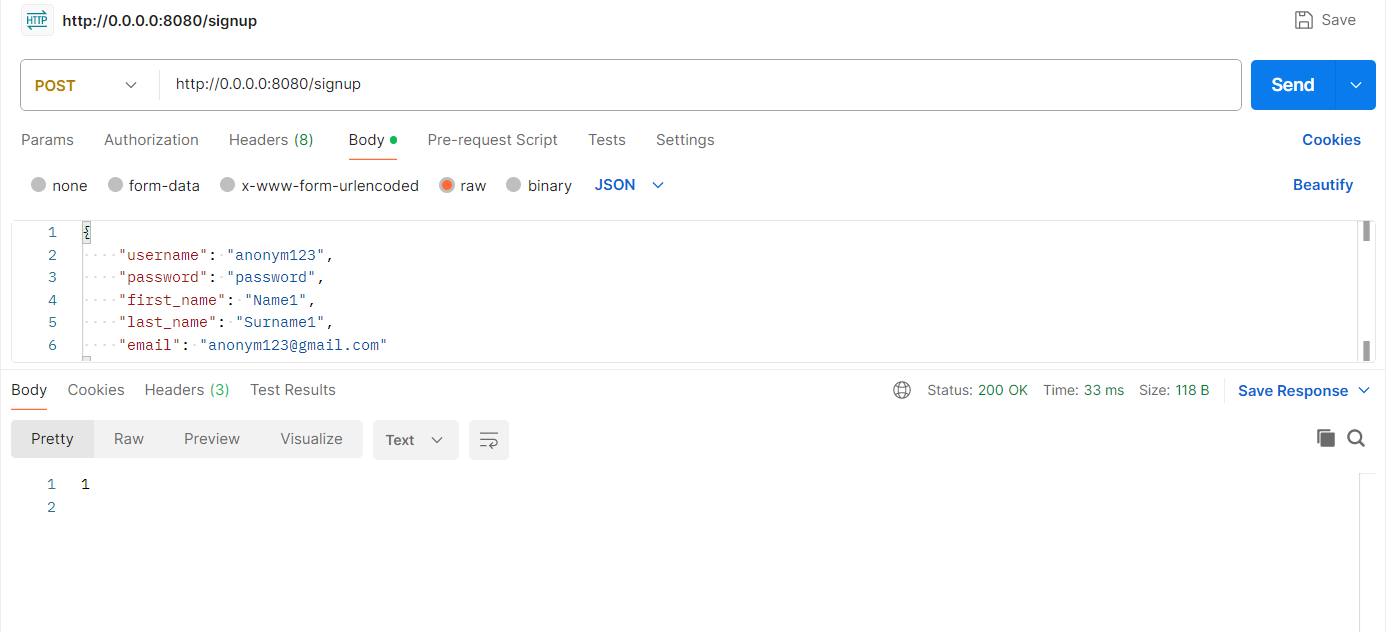 HTTP http://0.0.0.0:8080/signup Save
POST http://0.0.0.0:8080/signup Send
Params Authorization Headers (8) Body Pre-request Script Tests Settings Cookies
none form-data x-www-form-urlencoded raw binary JSON Beautify
1 {
2 "username": "anonym123",
3 "password": "password",
4 "first_name": "Name1",
5 "last_name": "Surname1",
6 "email": "anonym123@gmail.com"
Body Cookies Headers (3) Test Results Status: 200 OK Time: 33 ms Size: 118 B Save Response
Pretty Raw Preview Visualize Text
1 1
2